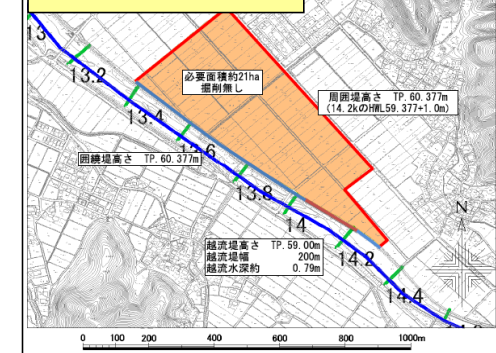 13
13.2
必要面積約21ha
掘削無し
周囲堤高さ TP. 60.377m
(14.2kのHWL59.377+1.0m)
13.4
13.6
囲繞堤高さ TP. 60.377m
13.8
14
N
越流堤高さ TP. 59.00m
越流堤幅 200m
越流水深約 0.79m
14.2
14.4
0 100 200 400 600 800 1000m